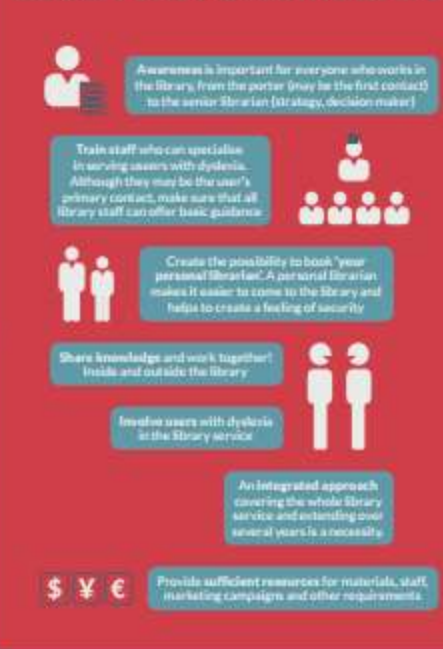 Awareness is important for everyone who works in
the library, from the porter (may be the first contact)
to the senior librarian (strategy, decision maker)
Train staff who can specialise
in serving users with dyslexia.
Although they may be the user's
primary contact, make sure that all
library staff can offer basic guidance
Create the possibility to book 'your
personal librarian'. A personal librarian
makes it easier to come to the library and
helps to create a feeling of security
Share knowledge and work together!
Inside and outside the library
Involve users with dyslexia
in the library service
An integrated approach
covering the whole library
service and extending over
several years is a necessity
$ ¥ €
Provide sufficient resources for materials, staff,
marketing campaigns and other requirements